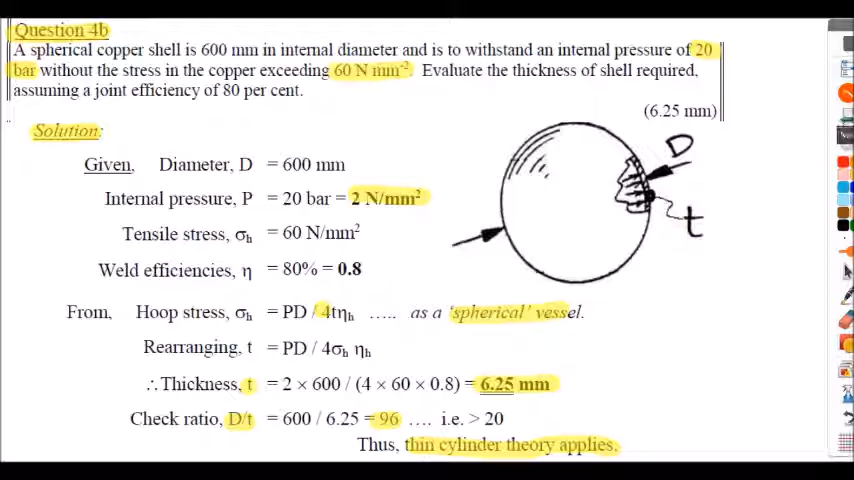 Question 4b
A spherical copper shell is 600 mm in internal diameter and is to withstand an internal pressure of 20
bar without the stress in the copper exceeding 60 N mm⁻². Evaluate the thickness of shell required,
assuming a joint efficiency of 80 per cent.
(6.25 mm)
Solution:
Given, Diameter, D = 600 mm
Internal pressure, P = 20 bar = 2 N/mm²
Tensile stress, σₕ = 60 N/mm²
Weld efficiencies, η = 80% = 0.8
D
t
From, Hoop stress, σₕ = PD / 4tηₕ ….. as a ‘spherical’ vessel.
Rearranging, t = PD / 4σₕ ηₕ
∴Thickness, t = 2 × 600 / (4 × 60 × 0.8) = 6.25 mm
Check ratio, D/t = 600 / 6.25 = 96 …. i.e. > 20
Thus, thin cylinder theory applies.